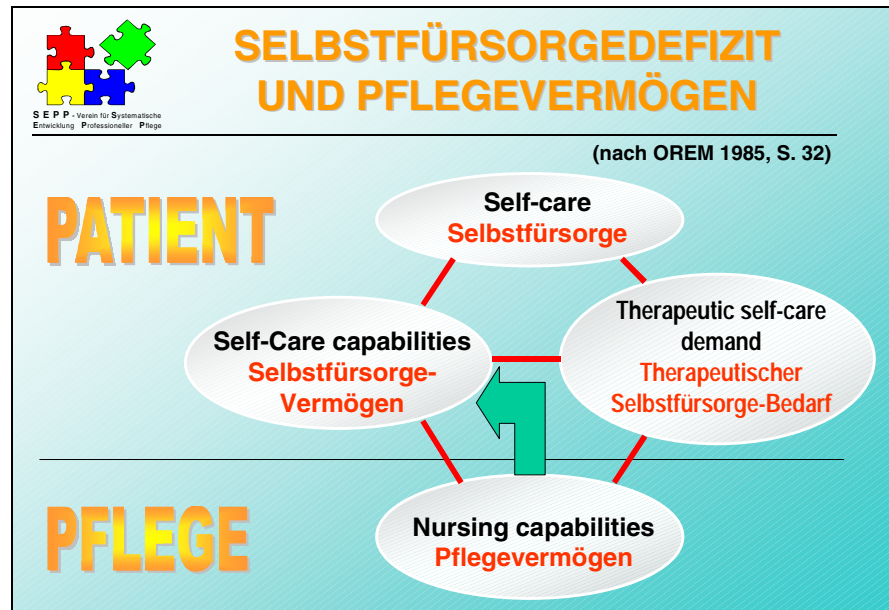 SELBSTFÜRSORGEDEFIZIT
UND PFLEGEVERMÖGEN
S E P P - Verein für Systematische
Entwicklung Professioneller Pflege
(nach OREM 1985, S. 32)
PATIENT
Self-care
Selbstfürsorge
Self-Care capabilities
Selbstfürsorge-
Vermögen
Therapeutic self-care
demand
Therapeutischer
Selbstfürsorge-Bedarf
PFLEGE
Nursing capabilities
Pflegevermögen